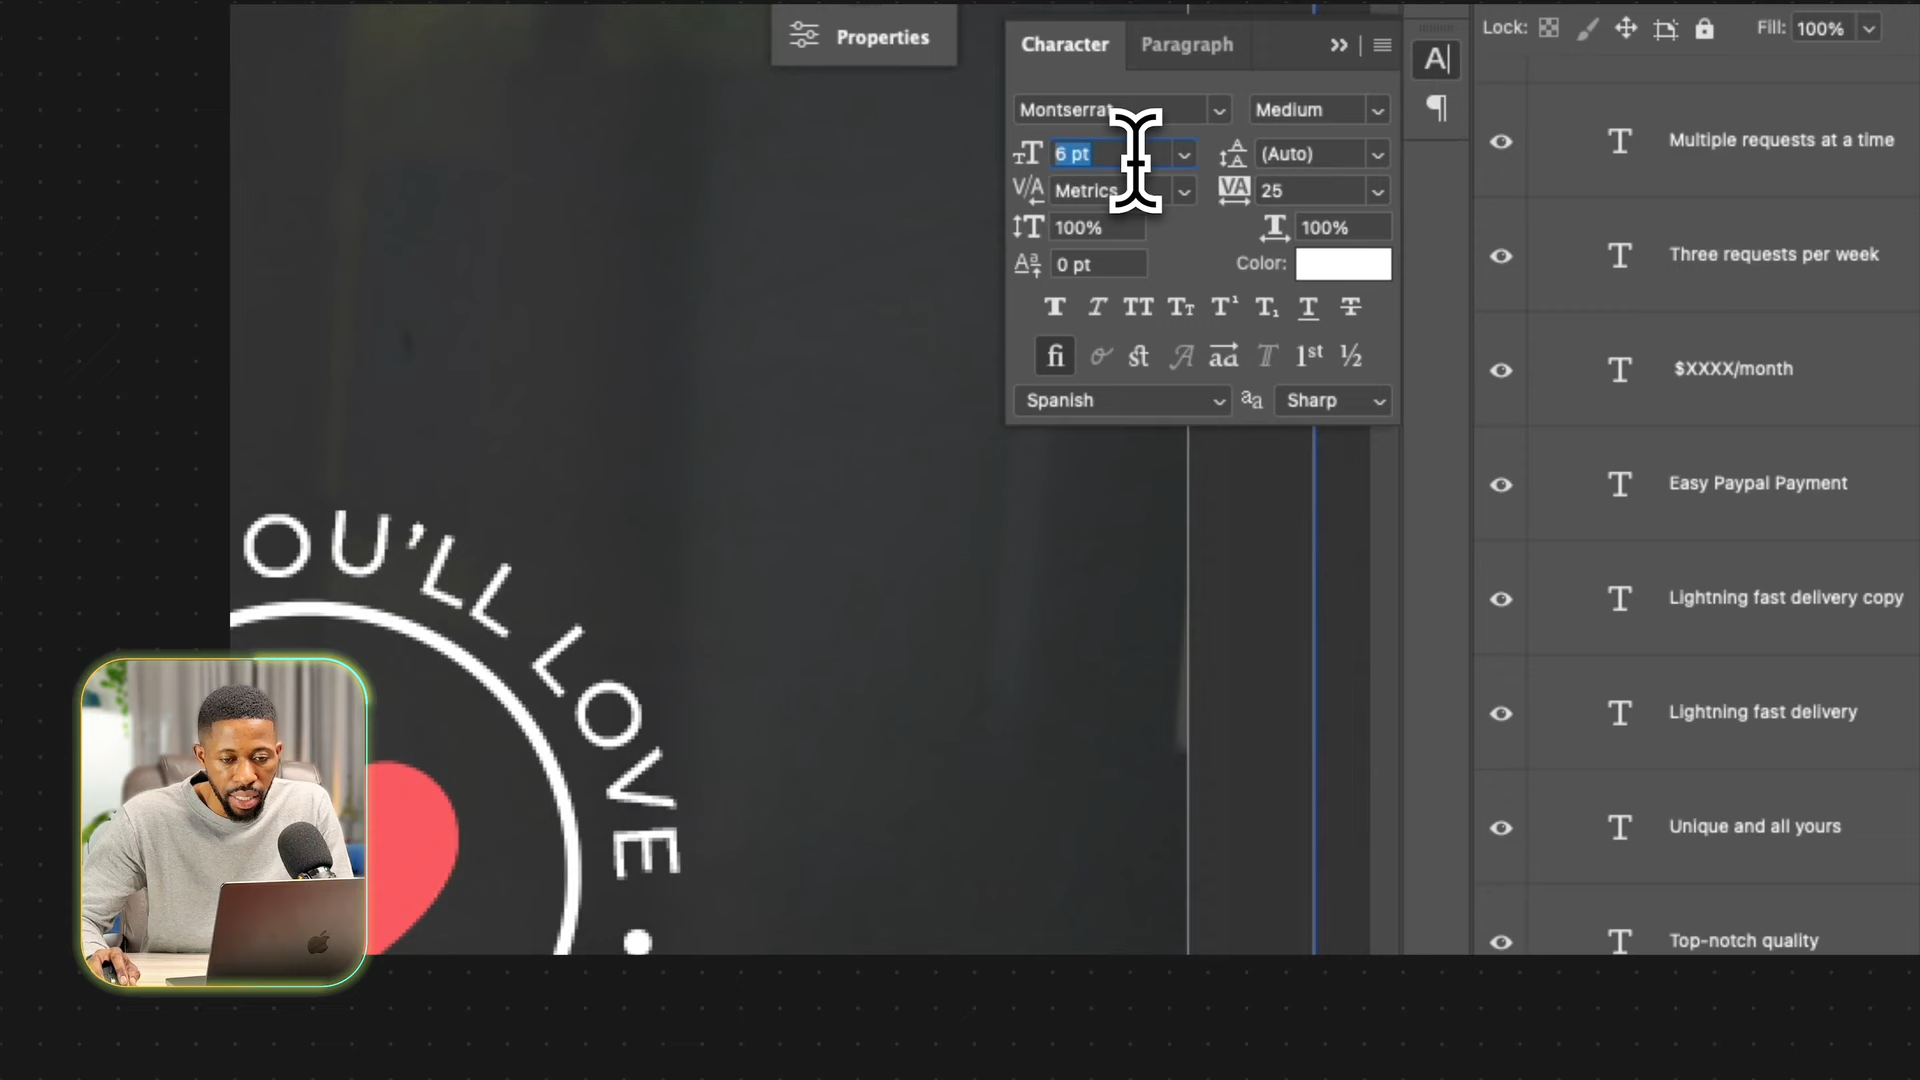 Properties
Character Paragraph
Montserrat Medium
6 pt (Auto)
Metrics 25
100% 100%
0 pt Color:
Spanish Sharp
Lock: Fill: 100%
Multiple requests at a time
Three requests per week
$XXXX/month
Easy Paypal Payment
Lightning fast delivery copy
Lightning fast delivery
Unique and all yours
Top-notch quality
OU’LL LOVE •